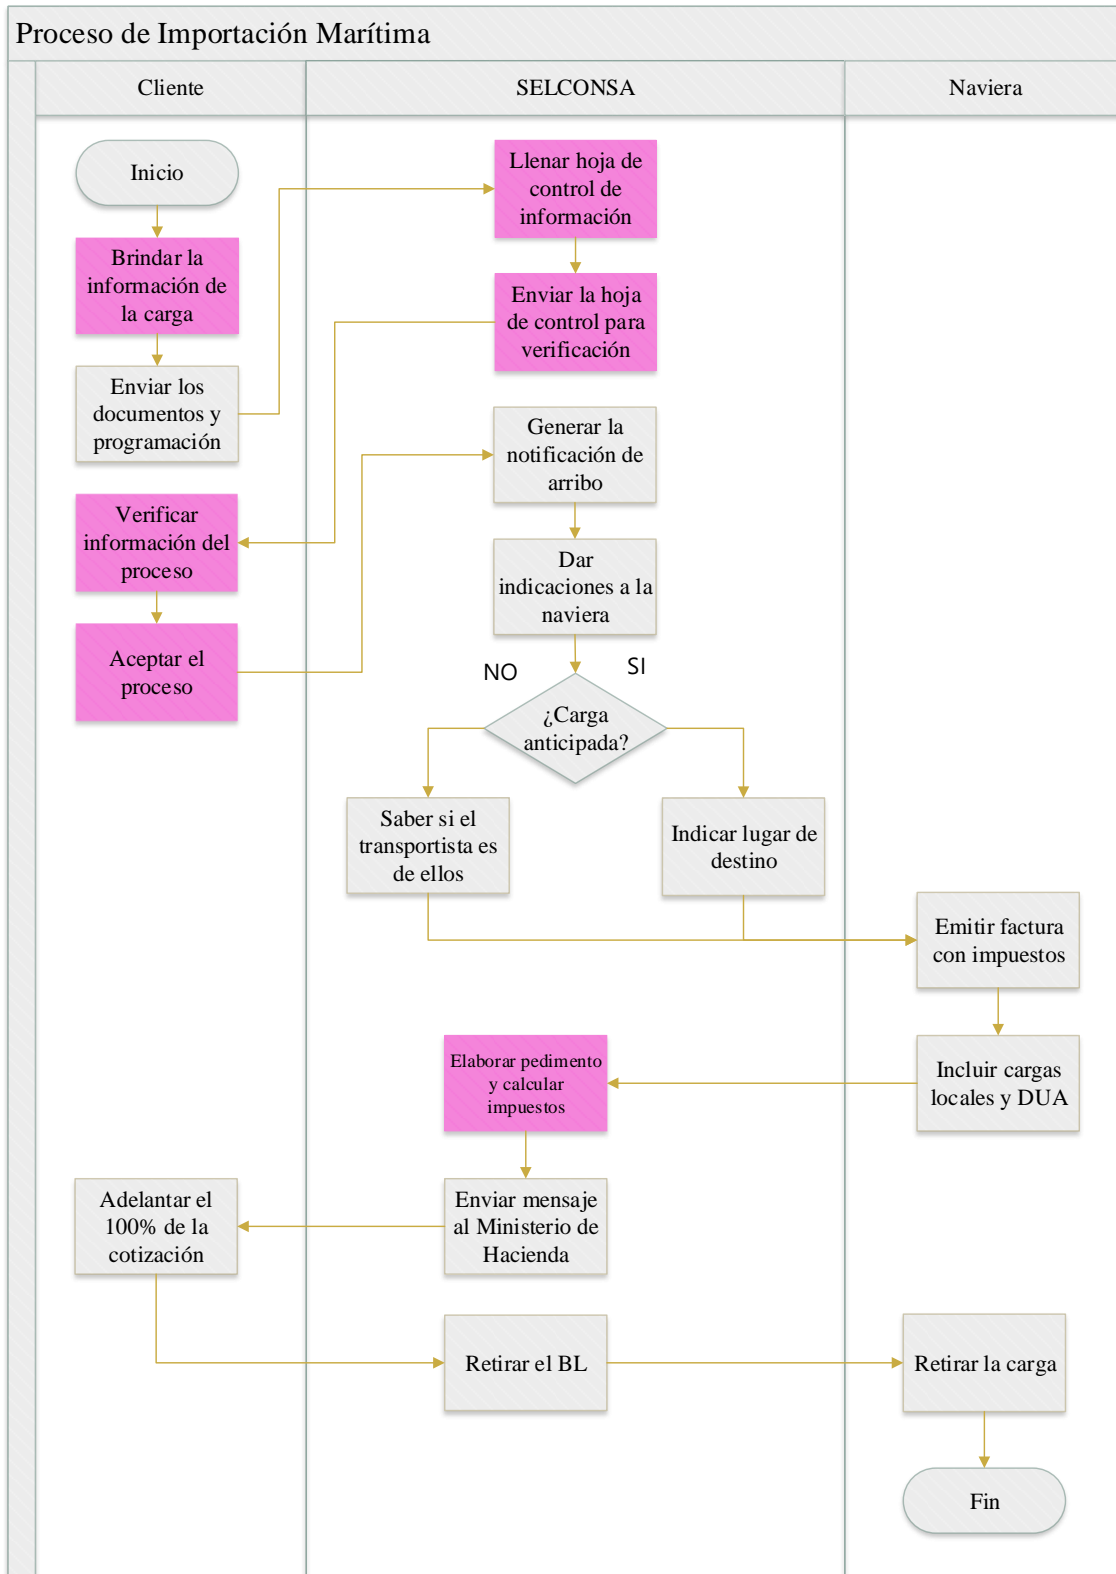 Proceso de Importación Marítima
Cliente
SELCONSA
Naviera
Inicio
Brindar la
información de
la carga
Enviar los
documentos y
programación
Llenar hoja de
control de
información
Enviar la hoja
de control para
verificación
Verificar
información del
proceso
Aceptar el
proceso
Generar la
notificación de
arribo
Dar
indicaciones a la
naviera
NO
SI
¿Carga
anticipada?
Saber si el
transportista es
de ellos
Indicar lugar de
destino
Emitir factura
con impuestos
Incluir cargas
locales y DUA
Elaborar pedimento
y calcular
impuestos
Enviar mensaje
al Ministerio de
Hacienda
Adelantar el
100% de la
cotización
Retirar el BL
Retirar la carga
Fin